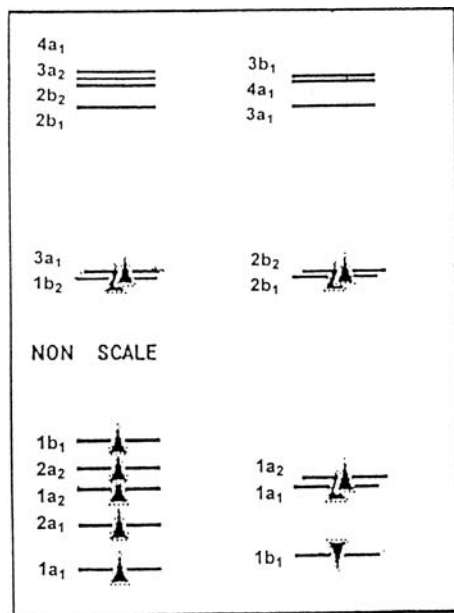 4a₁
3a₂
2b₂
2b₁
3b₁
4a₁
3a₁
3a₁
1b₂
2b₂
2b₁
NON SCALE
1b₁
2a₂
1a₂
2a₁
1a₁
1a₂
1a₁
1b₁